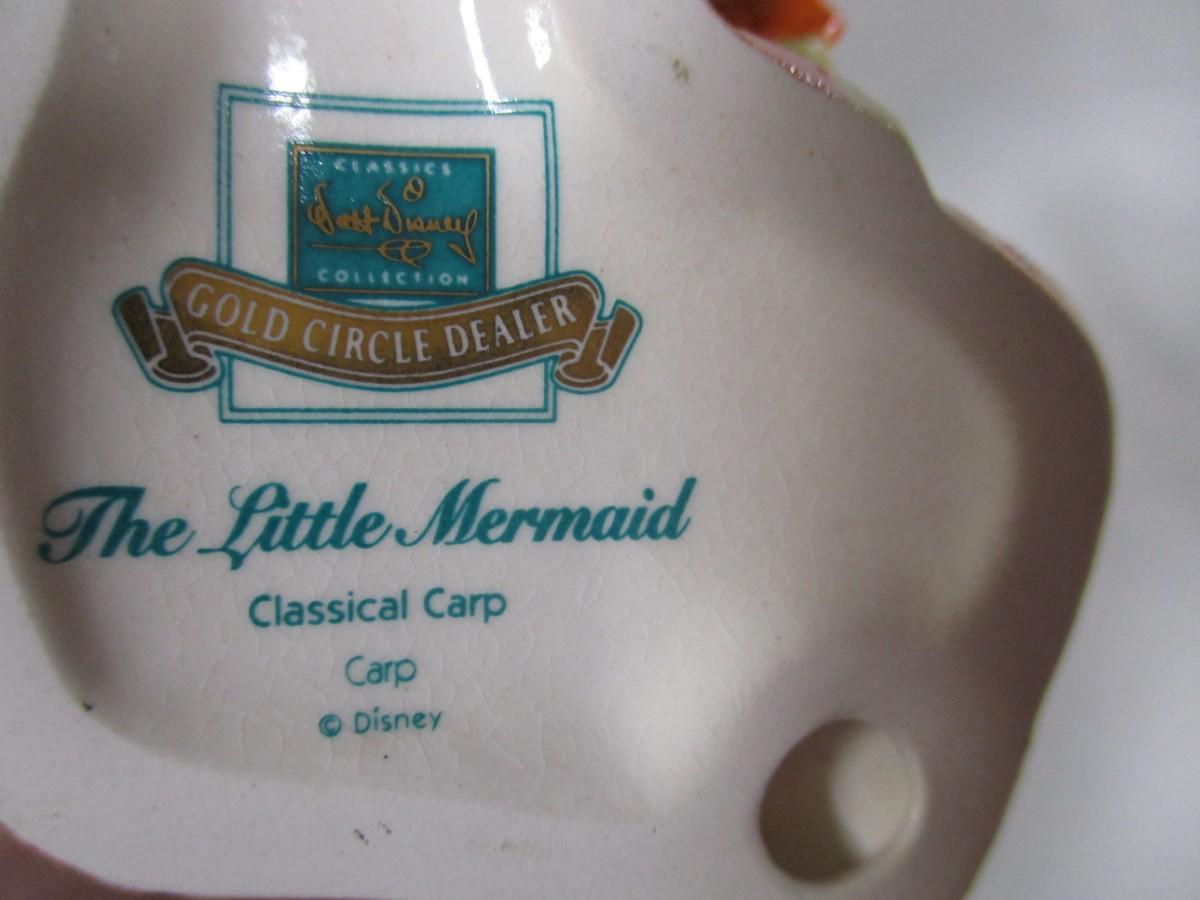 CLASSICS
Walt Disney
COLLECTION
GOLD CIRCLE DEALER
The Little Mermaid
Classical Carp
Carp
© Disney